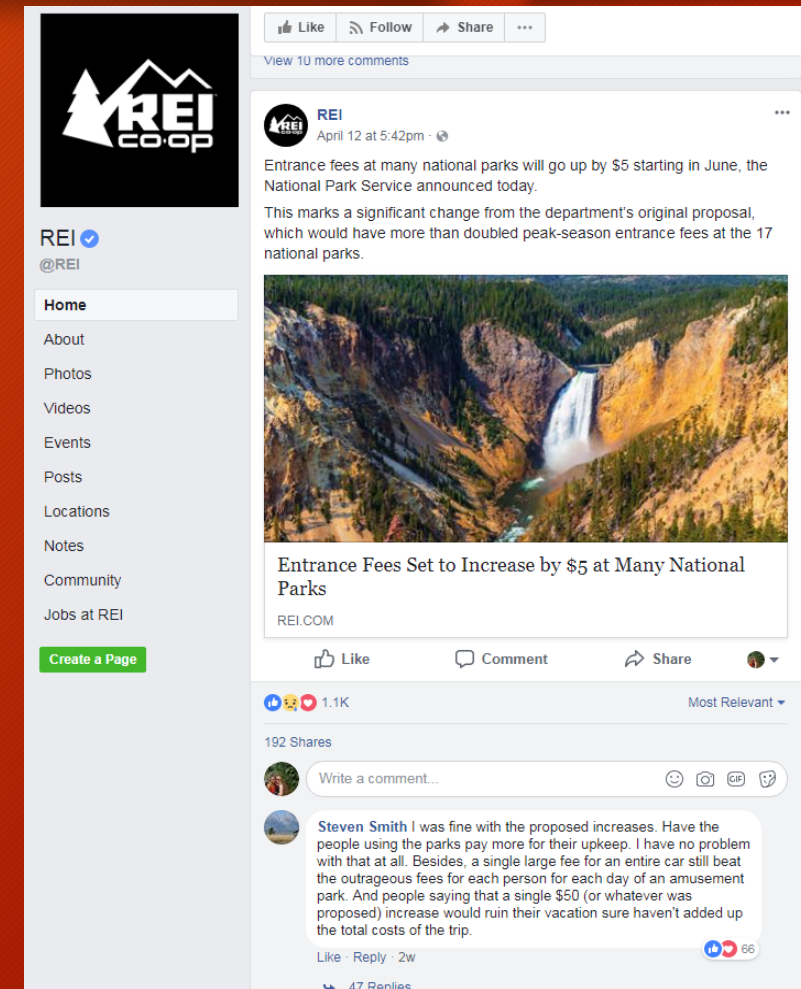 REI
CO·OP
REI
@REI
Home
About
Photos
Videos
Events
Posts
Locations
Notes
Community
Jobs at REI
Create a Page
Like
Follow
Share
View 10 more comments
REI
CO·OP
REI
April 12 at 5:42pm ·
Entrance fees at many national parks will go up by $5 starting in June, the
National Park Service announced today.
This marks a significant change from the department's original proposal,
which would have more than doubled peak-season entrance fees at the 17
national parks.
Entrance Fees Set to Increase by $5 at Many National
Parks
REI.COM
Like
Comment
Share
1.1K
Most Relevant
192 Shares
Write a comment...
GIF
Steven Smith I was fine with the proposed increases. Have the
people using the parks pay more for their upkeep. I have no problem
with that at all. Besides, a single large fee for an entire car still beat
the outrageous fees for each person for each day of an amusement
park. And people saying that a single $50 (or whatever was
proposed) increase would ruin their vacation sure haven't added up
the total costs of the trip.
66
Like · Reply · 2w
47 Replies